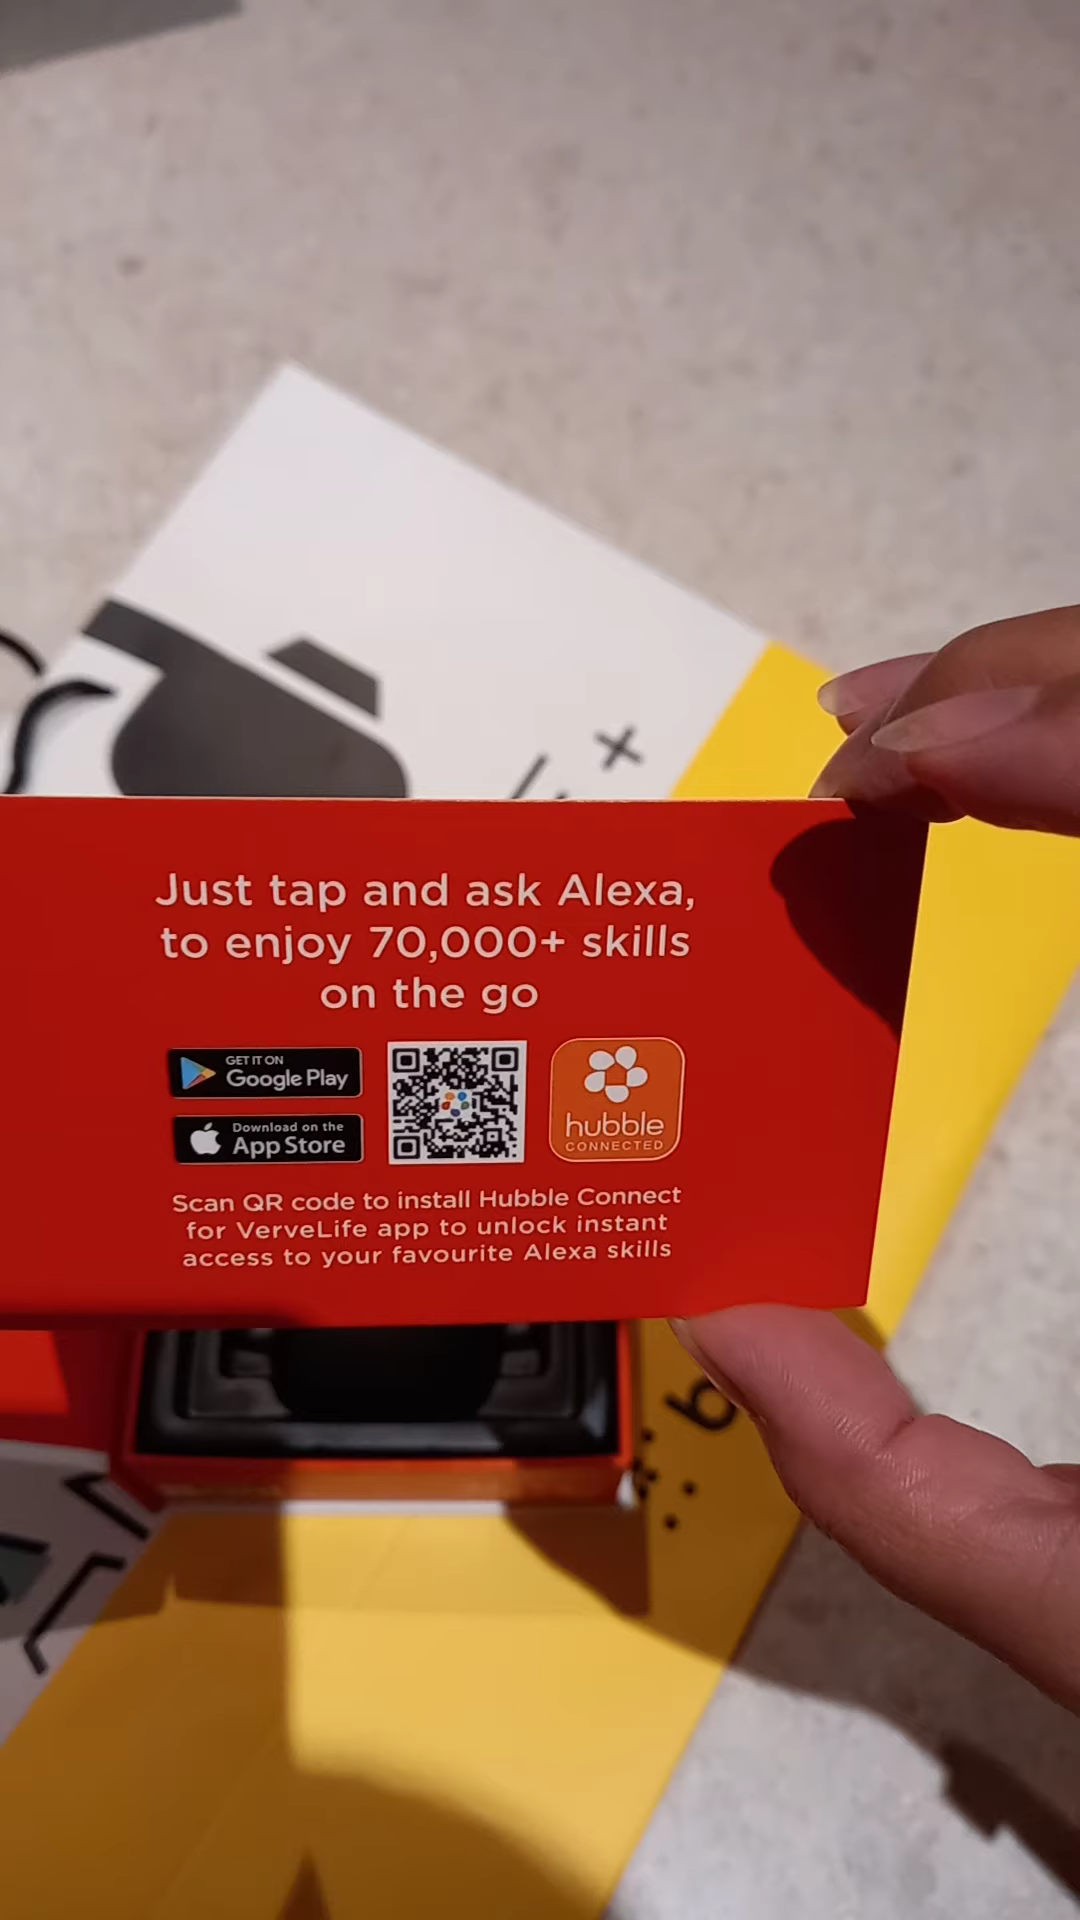 Just tap and ask Alexa,
to enjoy 70,000+ skills
on the go
GET IT ON
Google Play
Download on the
App Store
hubble
CONNECTED
Scan QR code to install Hubble Connect
for VerveLife app to unlock instant
access to your favourite Alexa skills